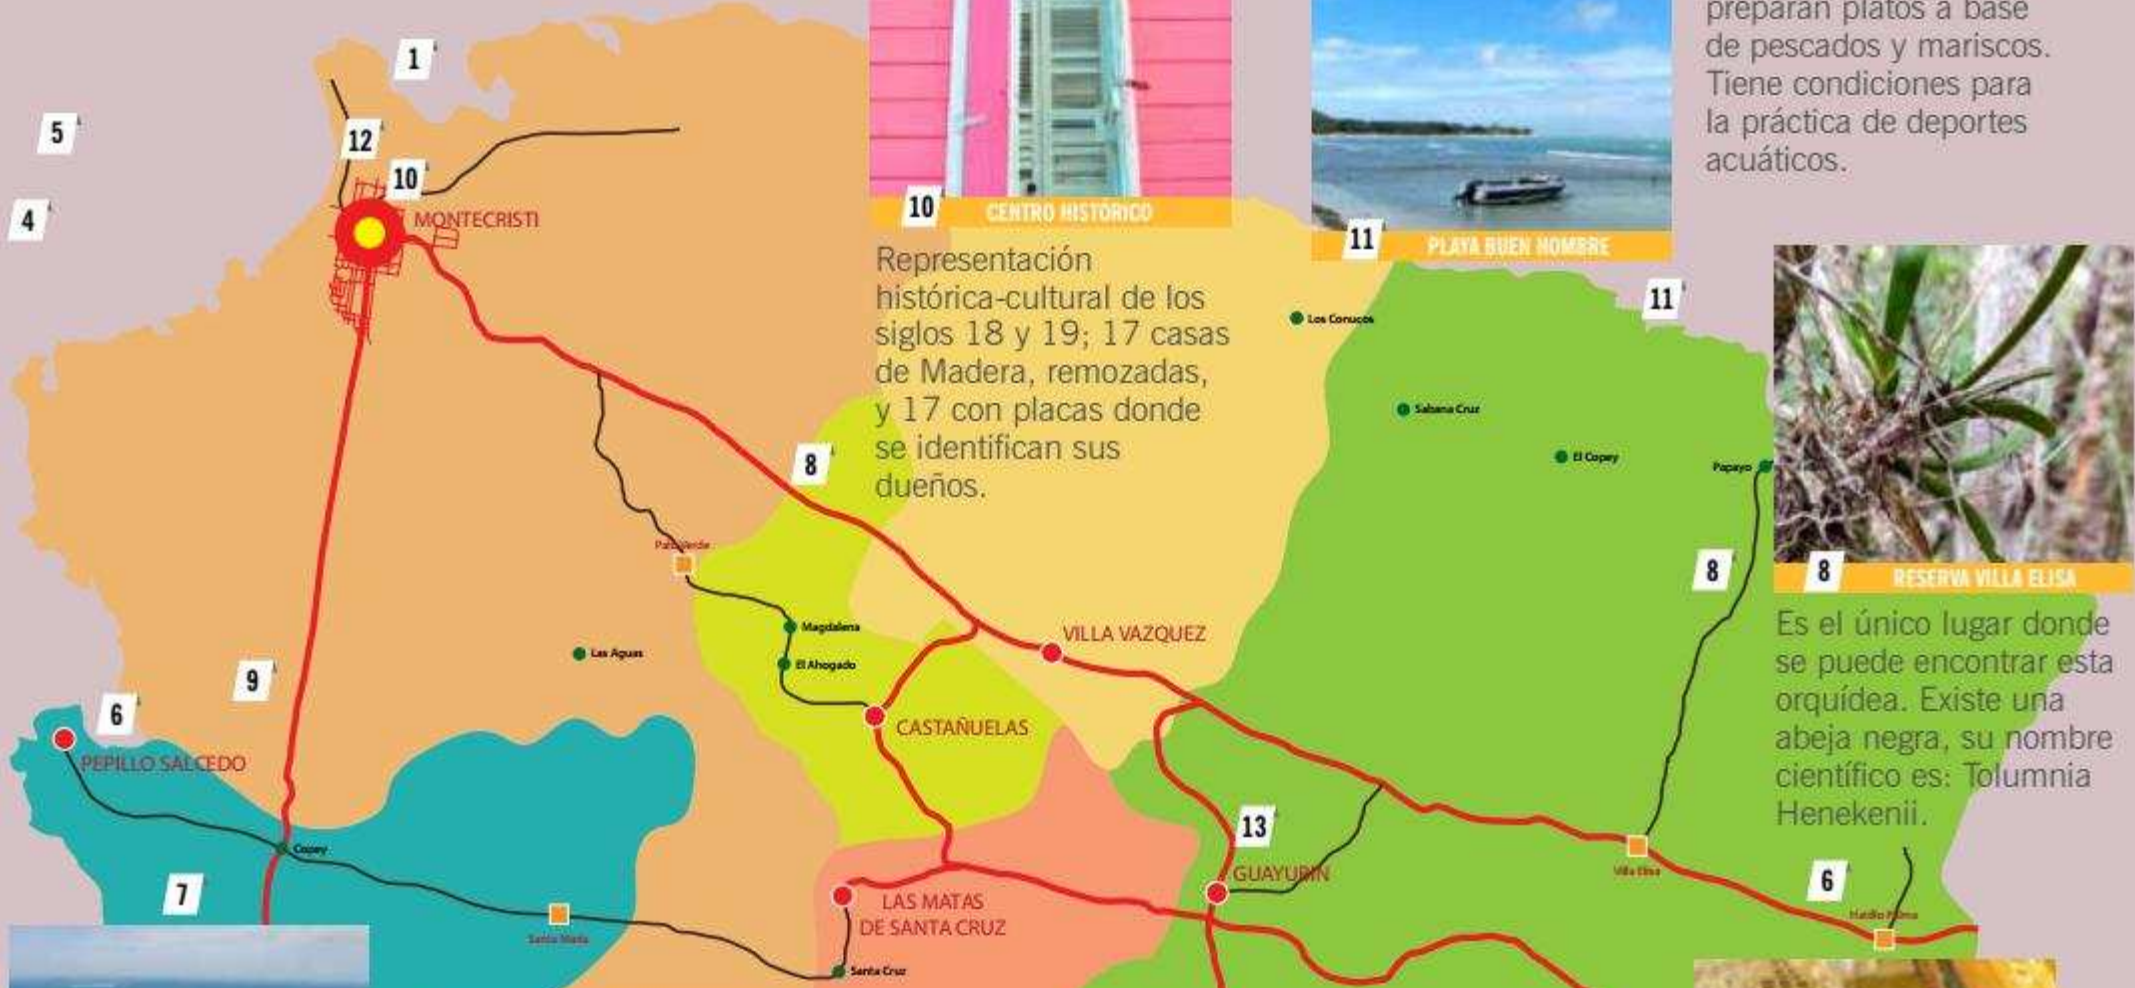 preparan platos a base
de pescados y mariscos.
Tiene condiciones para
la práctica de deportes
acuáticos.
1
5
12
10
4
MONTECRISTI
10 CENTRO HISTÓRICO
Representación
histórica-cultural de los
siglos 18 y 19; 17 casas
de Madera, remozadas,
y 17 con placas donde
se identifican sus
dueños.
11 PLAYA BUEN HOMBRE
11
Los Conucos
Sabana Cruz
El Copey
Papayo
8
8
8 RESERVA VILLA ELISA
Es el único lugar donde
se puede encontrar esta
orquídea. Existe una
abeja negra, su nombre
científico es: Tolumnia
Henekenii.
Palo Verde
Magdalena
El Ahogado
Las Aguas
VILLA VAZQUEZ
CASTAÑUELAS
9
6
PEPILLO SALCEDO
Copey
7
Santa María
LAS MATAS
DE SANTA CRUZ
Santa Cruz
13
GUAYUBIN
Villa Elisa
6
Hatillo Palma